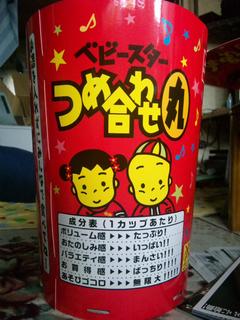 ベビースター
つめ合わせ丸
成分表(1カップあたり)
ボリューム感▶▶▶たっぷり!
おたのしみ感▶▶▶いっぱい!!
バラエティ感▶▶▶まんさい!!!
お買得感▶▶▶ばっちり!!!!
あそびゴコロ▶▶▶無限大!!!!!